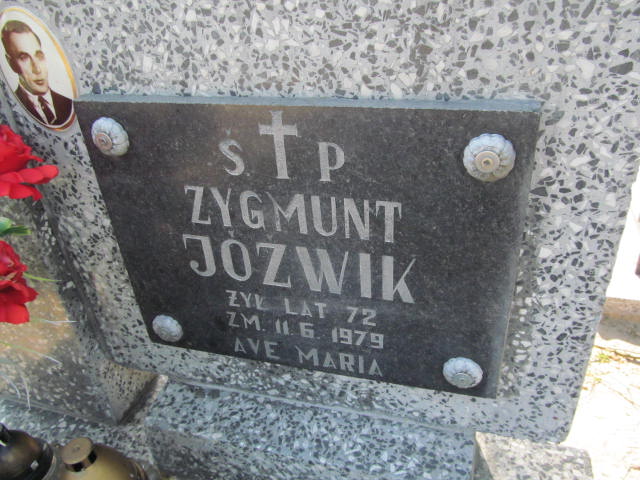 Ś P
ZYGMUNT
JÓZWIK
ŻYŁ LAT 72
ZM. 11.6.1979
AVE MARIA